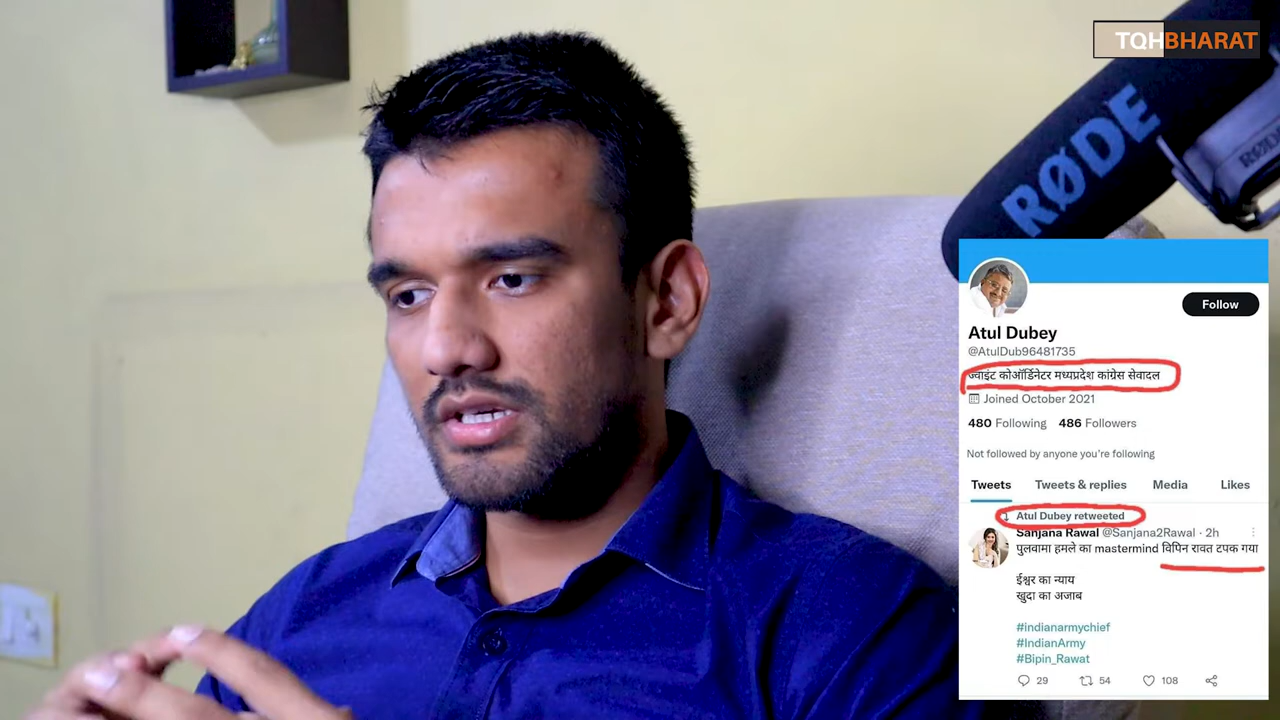 TQHBHARAT
RØDE
RØDE
Follow
Atul Dubey
@AtulDub96481735
ज्वाइंट कोऑर्डिनेटर मध्यप्रदेश कांग्रेस सेवादल
Joined October 2021
480 Following 486 Followers
Not followed by anyone you're following
Tweets Tweets & replies Media Likes
Atul Dubey retweeted
Sanjana Rawal @Sanjana2Rawal · 2h
पुलवामा हमले का mastermind विपिन रावत टपक गया
ईश्वर का न्याय
खुदा का अजाब
#indianarmychief
#IndianArmy
#Bipin_Rawat
29 54 108